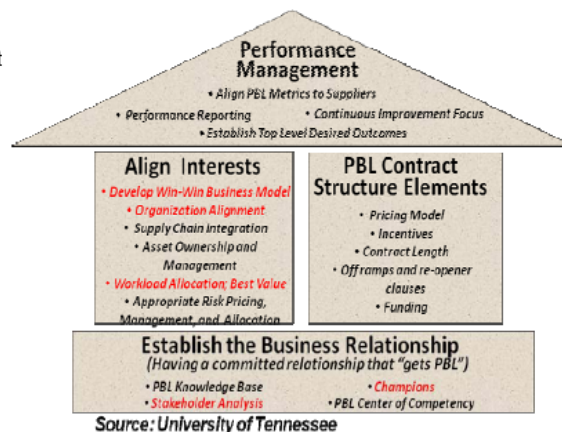 t
Performance
Management
• Align PBL Metrics to Suppliers
• Performance Reporting • Continuous Improvement Focus
• Establish Top Level Desired Outcomes
Align Interests
• Develop Win-Win Business Model
• Organization Alignment
• Supply Chain Integration
• Asset Ownership and
Management
• Workload Allocation; Best Value
• Appropriate Risk Pricing,
Management, and Allocation
PBL Contract
Structure Elements
• Pricing Model
• Incentives
• Contract Length
• Off ramps and re-opener
clauses
• Funding
Establish the Business Relationship
(Having a committed relationship that "gets PBL")
• PBL Knowledge Base • Champions
• Stakeholder Analysis • PBL Center of Competency
Source: University of Tennessee